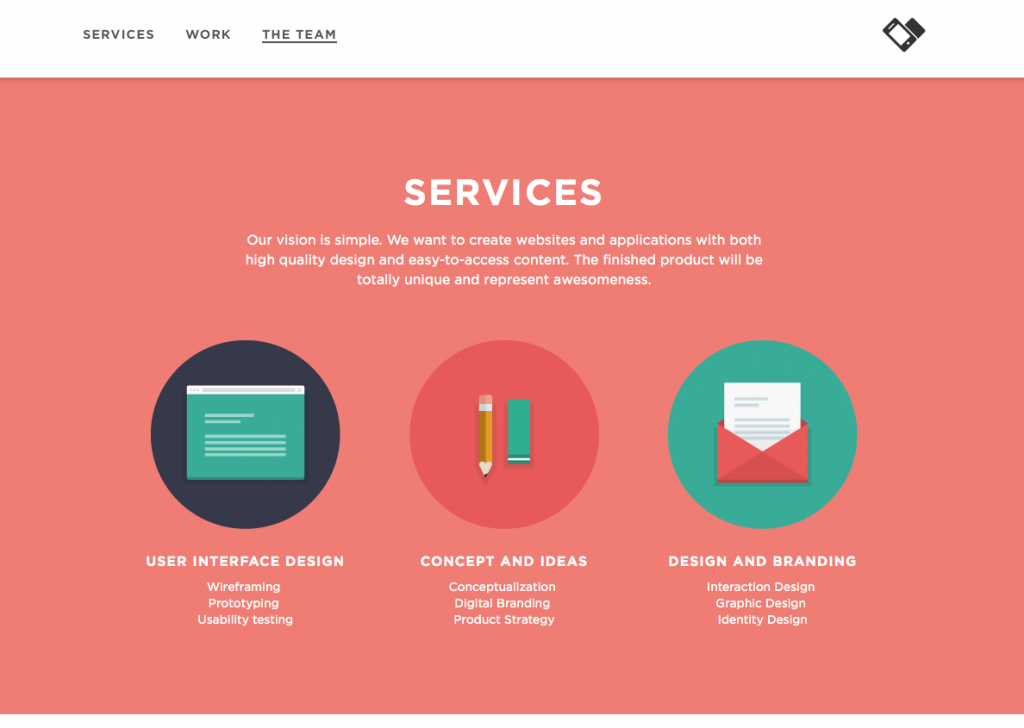 SERVICES WORK THE TEAM
SERVICES
Our vision is simple. We want to create websites and applications with both
high quality design and easy-to-access content. The finished product will be
totally unique and represent awesomeness.
USER INTERFACE DESIGN
Wireframing
Prototyping
Usability testing
CONCEPT AND IDEAS
Conceptualization
Digital Branding
Product Strategy
DESIGN AND BRANDING
Interaction Design
Graphic Design
Identity Design